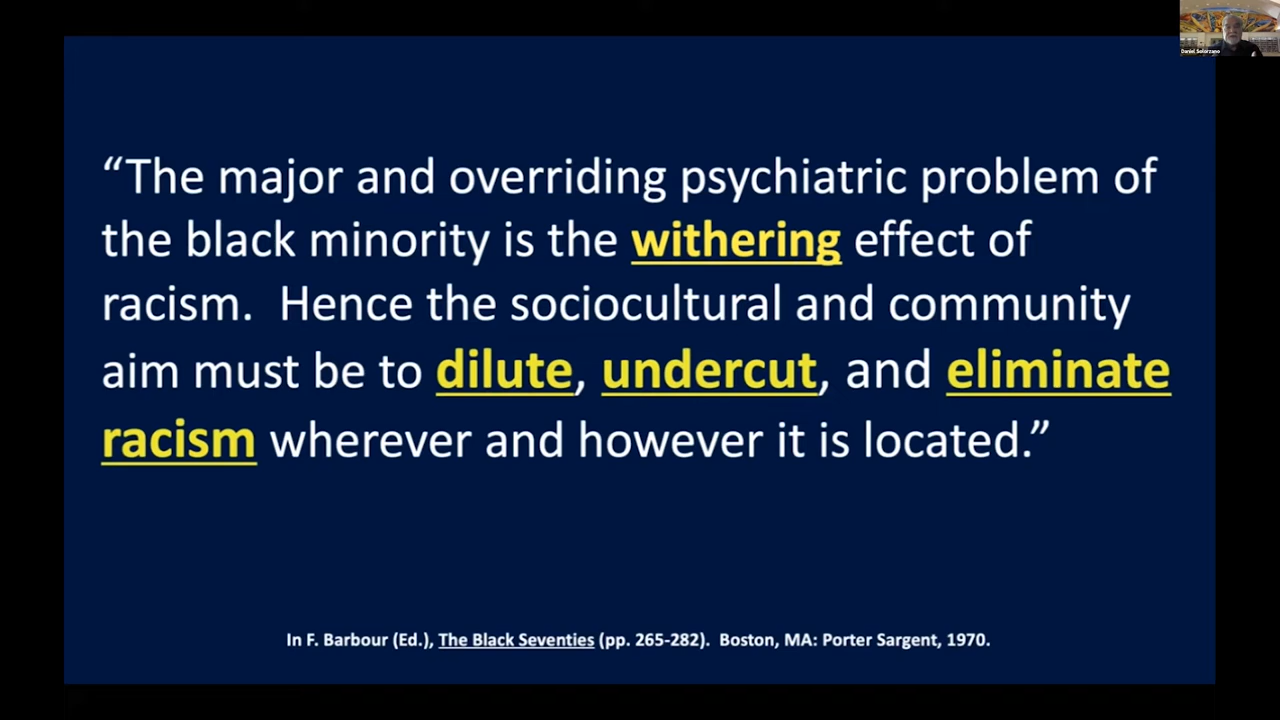 Daniel Solorzano
“The major and overriding psychiatric problem of
the black minority is the withering effect of
racism.  Hence the sociocultural and community
aim must be to dilute, undercut, and eliminate
racism wherever and however it is located.”
In F. Barbour (Ed.), The Black Seventies (pp. 265-282).  Boston, MA: Porter Sargent, 1970.